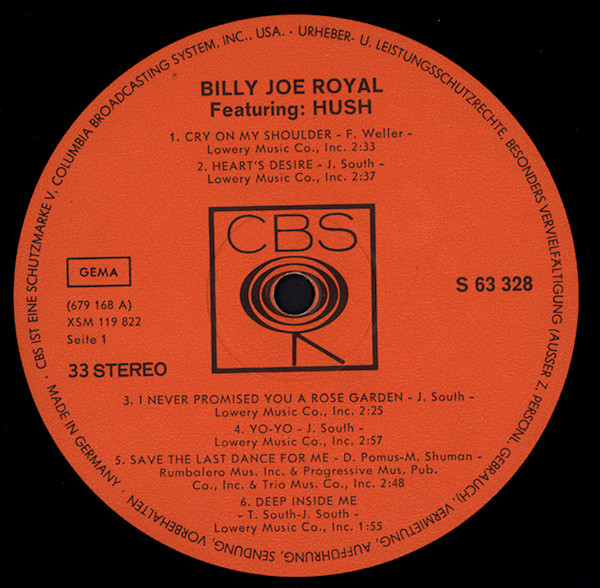 BILLY JOE ROYAL
Featuring: HUSH
1. CRY ON MY SHOULDER - F. Weller -
Lowery Music Co., Inc. 2:33
2. HEART'S DESIRE - J. South -
Lowery Music Co., Inc. 2:37
CBS
GEMA
(679 168 A)
XSM 119 822
Seite 1
33 STEREO
S 63 328
3. I NEVER PROMISED YOU A ROSE GARDEN - J. South -
Lowery Music Co., Inc. 2:25
4. YO-YO - J. South -
Lowery Music Co., Inc. 2:57
5. SAVE THE LAST DANCE FOR ME - D. Pomus-M. Shuman -
Rumbalero Mus. Inc. & Progressive Mus. Pub.
Co., Inc. & Trio Mus. Co., Inc. 2:48
6. DEEP INSIDE ME
- T. South-J. South -
Lowery Music Co., Inc. 1:55
CBS IST EINE SCHUTZMARKE V. COLUMBIA BROADCASTING SYSTEM, INC., USA. · URHEBER- U. LEISTUNGSSCHUTZRECHTE, BESONDERS VERVIELFÄLTIGUNG (AUSSER Z. PERSÖNL. GEBRAUCH), VERMIETUNG, AUFFÜHRUNG, SENDUNG, VORBEHALTEN · MADE IN GERMANY ·